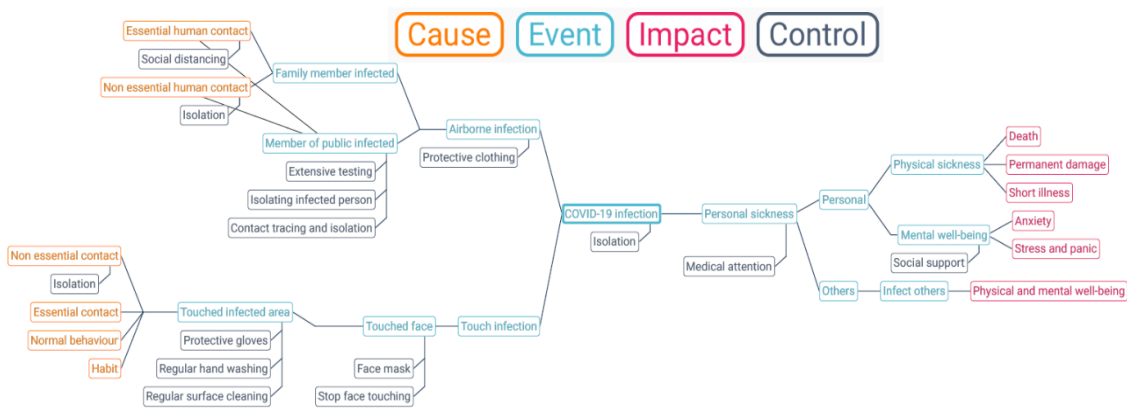 Cause
Event
Impact
Control
Essential human contact
Social distancing
Non essential human contact
Isolation
Family member infected
Member of public infected
Extensive testing
Isolating infected person
Contact tracing and isolation
Airborne infection
Protective clothing
Non essential contact
Isolation
Essential contact
Normal behaviour
Habit
Touched infected area
Protective gloves
Regular hand washing
Regular surface cleaning
Touched face
Face mask
Stop face touching
Touch infection
COVID-19 infection
Isolation
Personal sickness
Medical attention
Personal
Physical sickness
Death
Permanent damage
Short illness
Mental well-being
Social support
Anxiety
Stress and panic
Others
Infect others
Physical and mental well-being